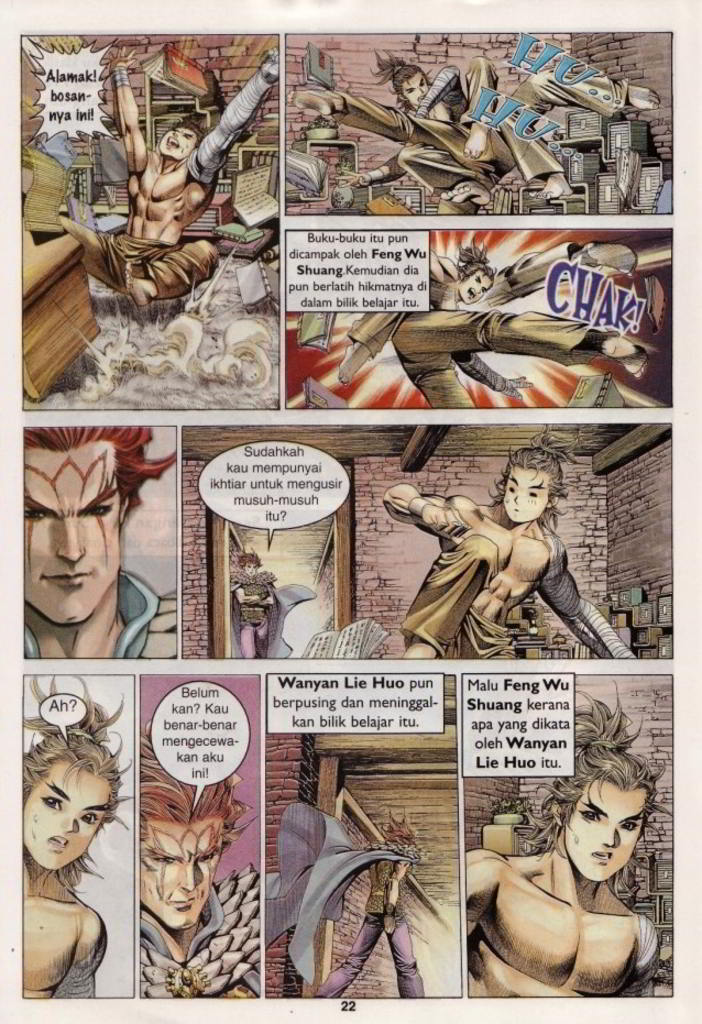 Alamak!
bosan-
nya ini!
HU...
HU...
Buku-buku itu pun
dicampak oleh Feng Wu
Shuang.Kemudian dia
pun berlatih hikmatnya di
dalam bilik belajar itu.
CHAK!
Sudahkah
kau mempunyai
ikhtiar untuk mengusir
musuh-musuh
itu?
Ah?
Belum
kan? Kau
benar-benar
mengecewa-
kan aku
ini!
Wanyan Lie Huo pun
berpusing dan meninggal-
kan bilik belajar itu.
Malu Feng Wu
Shuang kerana
apa yang dikata
oleh Wanyan
Lie Huo itu.
22